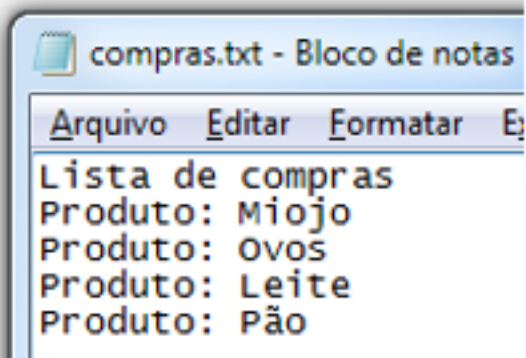 compras.txt - Bloco de notas
Arquivo Editar Formatar
Lista de compras
Produto: Miojo
Produto: Ovos
Produto: Leite
Produto: Pão